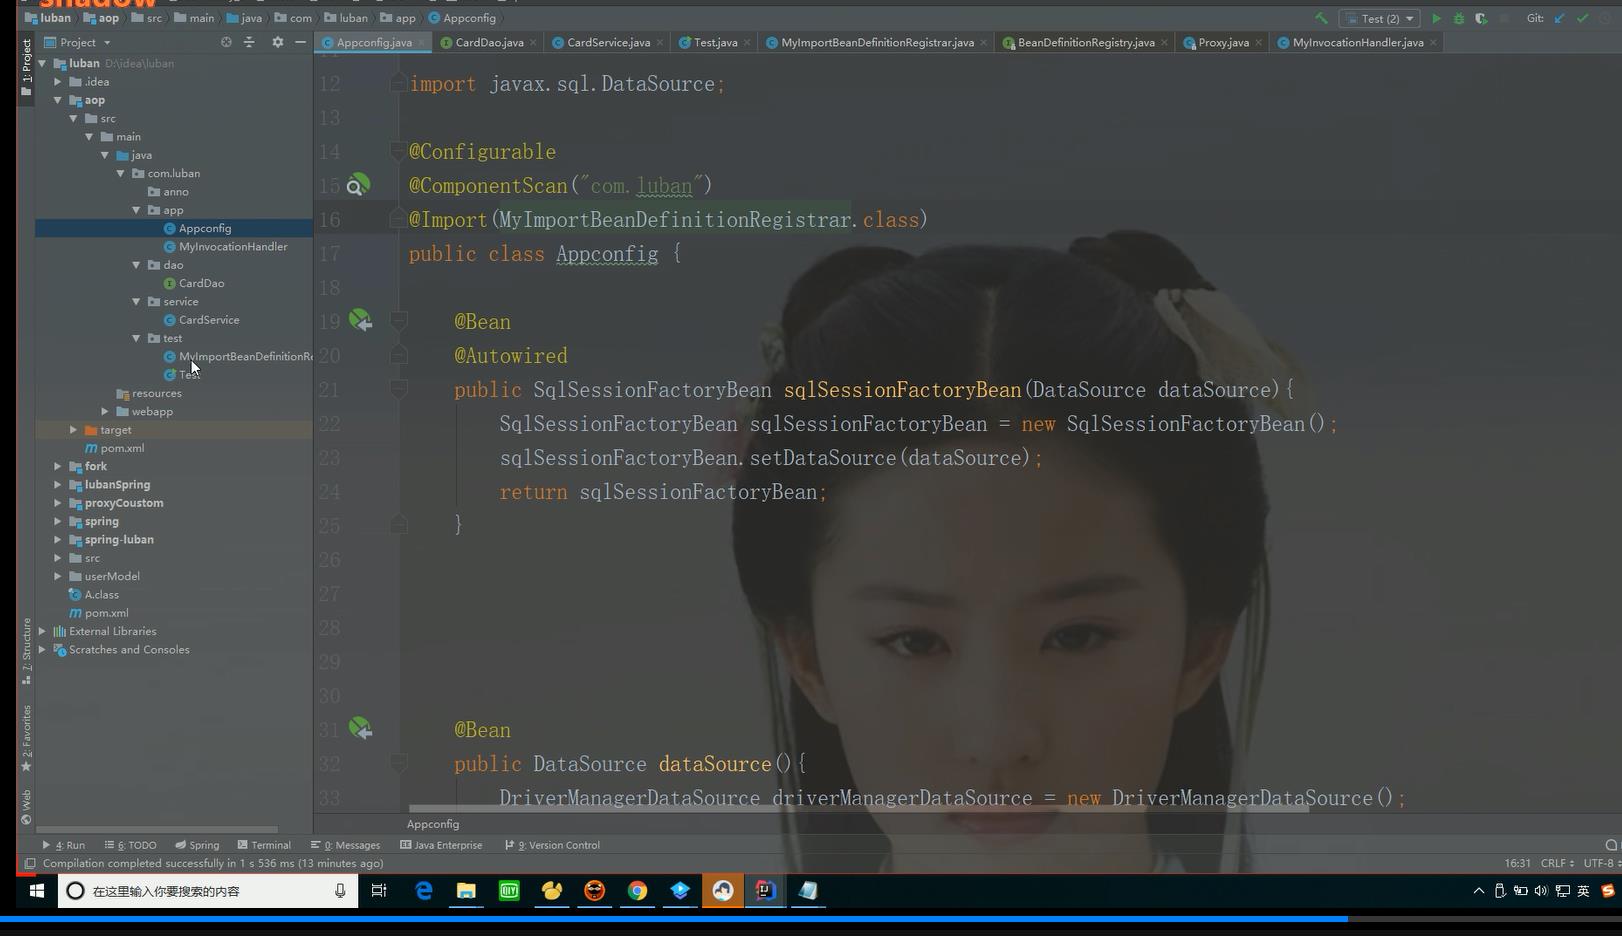 shadow
luban aop src main java com luban app Appconfig Test (2) Git:
Project Appconfig.java CardDao.java CardService.java Test.java MyImportBeanDefinitionRegistrar.java BeanDefinitionRegistry.java Proxy.java MyInvocationHandler.java
1: Project
luban D:\idea\luban
.idea
aop
src
main
java
com.luban
anno
app
Appconfig
MyInvocationHandler
dao
CardDao
service
CardService
test
MyImportBeanDefinitionRe
Test
resources
webapp
target
pom.xml
fork
lubanSpring
proxyCoustom
spring
spring-luban
src
userModel
A.class
pom.xml
External Libraries
Scratches and Consoles
7: Structure
2: Favorites
Web
12 import javax.sql.DataSource;
13
14 @Configurable
15 @ComponentScan("com.luban")
16 @Import(MyImportBeanDefinitionRegistrar.class)
17 public class Appconfig {
18
19 @Bean
20 @Autowired
21 public SqlSessionFactoryBean sqlSessionFactoryBean(DataSource dataSource){
22 SqlSessionFactoryBean sqlSessionFactoryBean = new SqlSessionFactoryBean();
23 sqlSessionFactoryBean.setDataSource(dataSource);
24 return sqlSessionFactoryBean;
25 }
26
27
28
29
30
31 @Bean
32 public DataSource dataSource(){
33 DriverManagerDataSource driverManagerDataSource = new DriverManagerDataSource();
Appconfig
4: Run 6: TODO Spring Terminal 0: Messages Java Enterprise 9: Version Control
Compilation completed successfully in 1 s 536 ms (13 minutes ago) 16:31 CRLF UTF-8
在这里输入你要搜索的内容 英